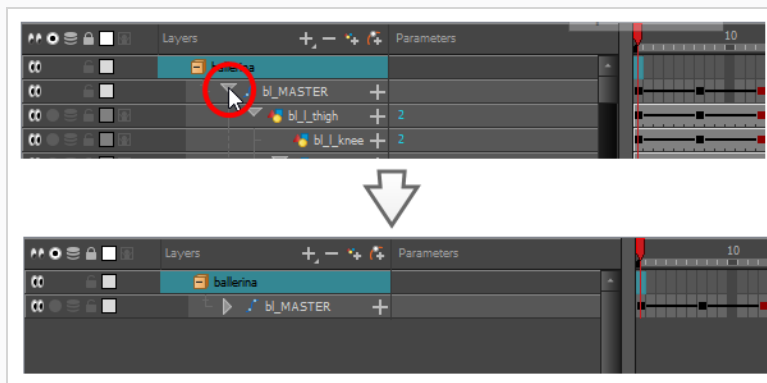 Layers Parameters 10
ballerina
bl_MASTER
bl_l_thigh 2
bl_l_knee 2
Layers Parameters 10
ballerina
bl_MASTER